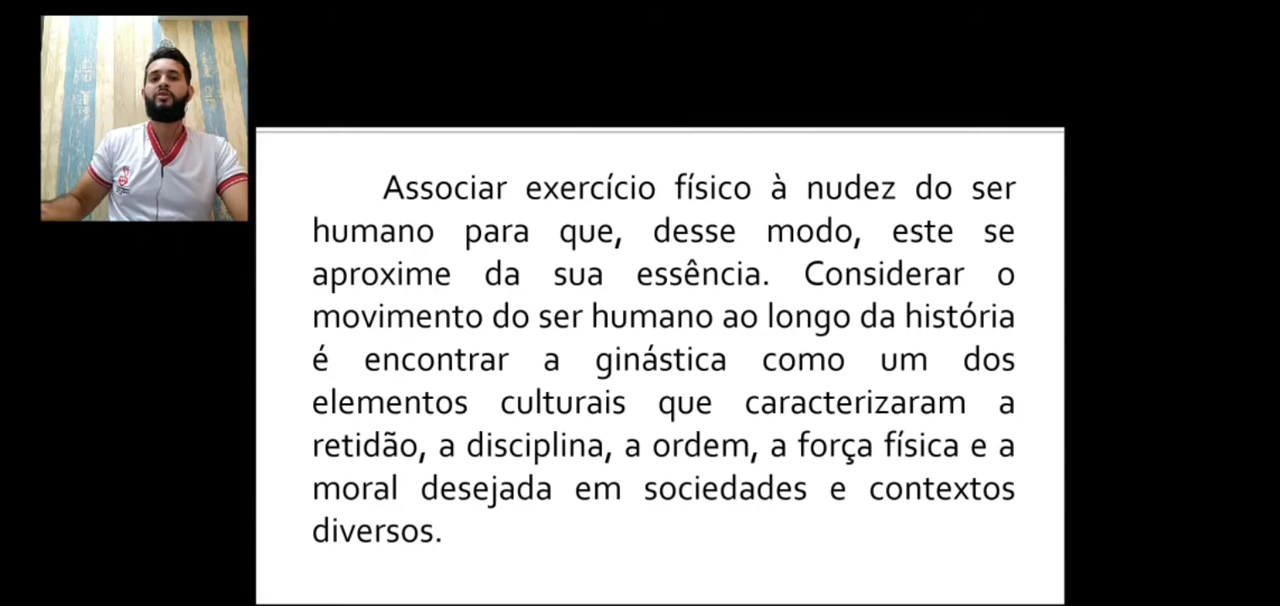 Associar exercício físico à nudez do ser
humano para que, desse modo, este se
aproxime da sua essência. Considerar o
movimento do ser humano ao longo da história
é encontrar a ginástica como um dos
elementos culturais que caracterizaram a
retidão, a disciplina, a ordem, a força física e a
moral desejada em sociedades e contextos
diversos.